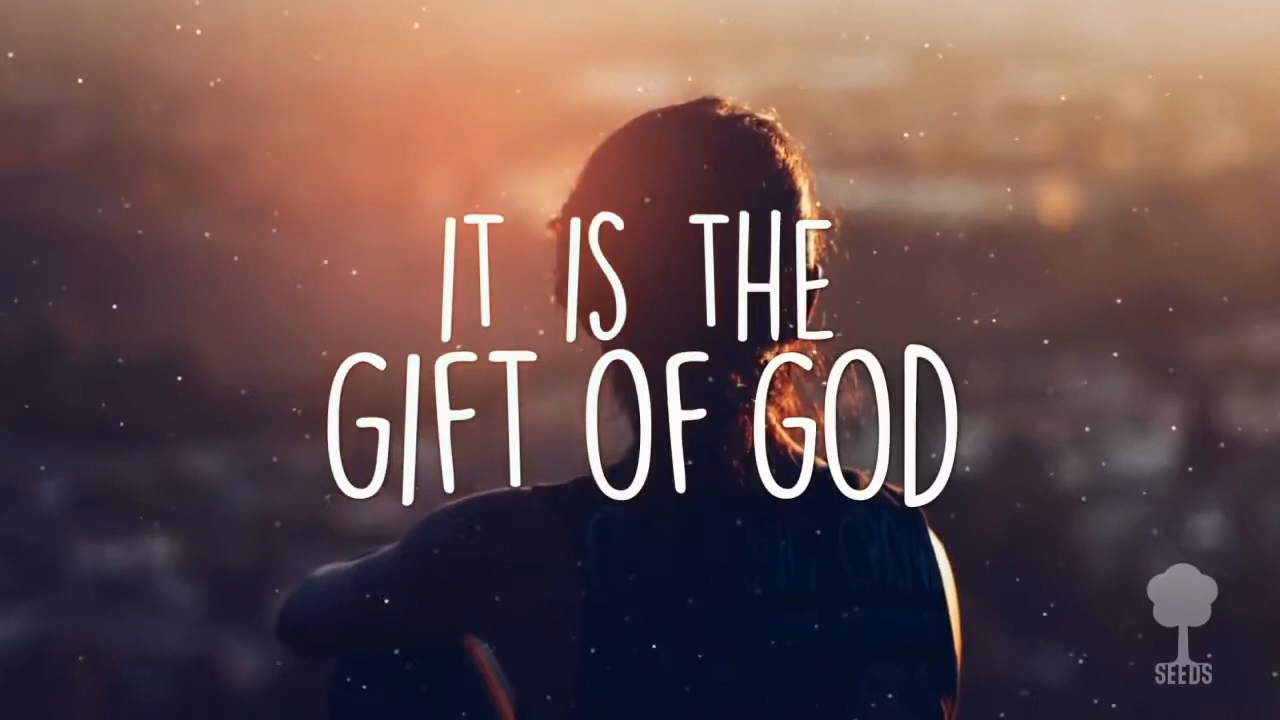 IT IS THE
GIFT OF GOD
SEEDS